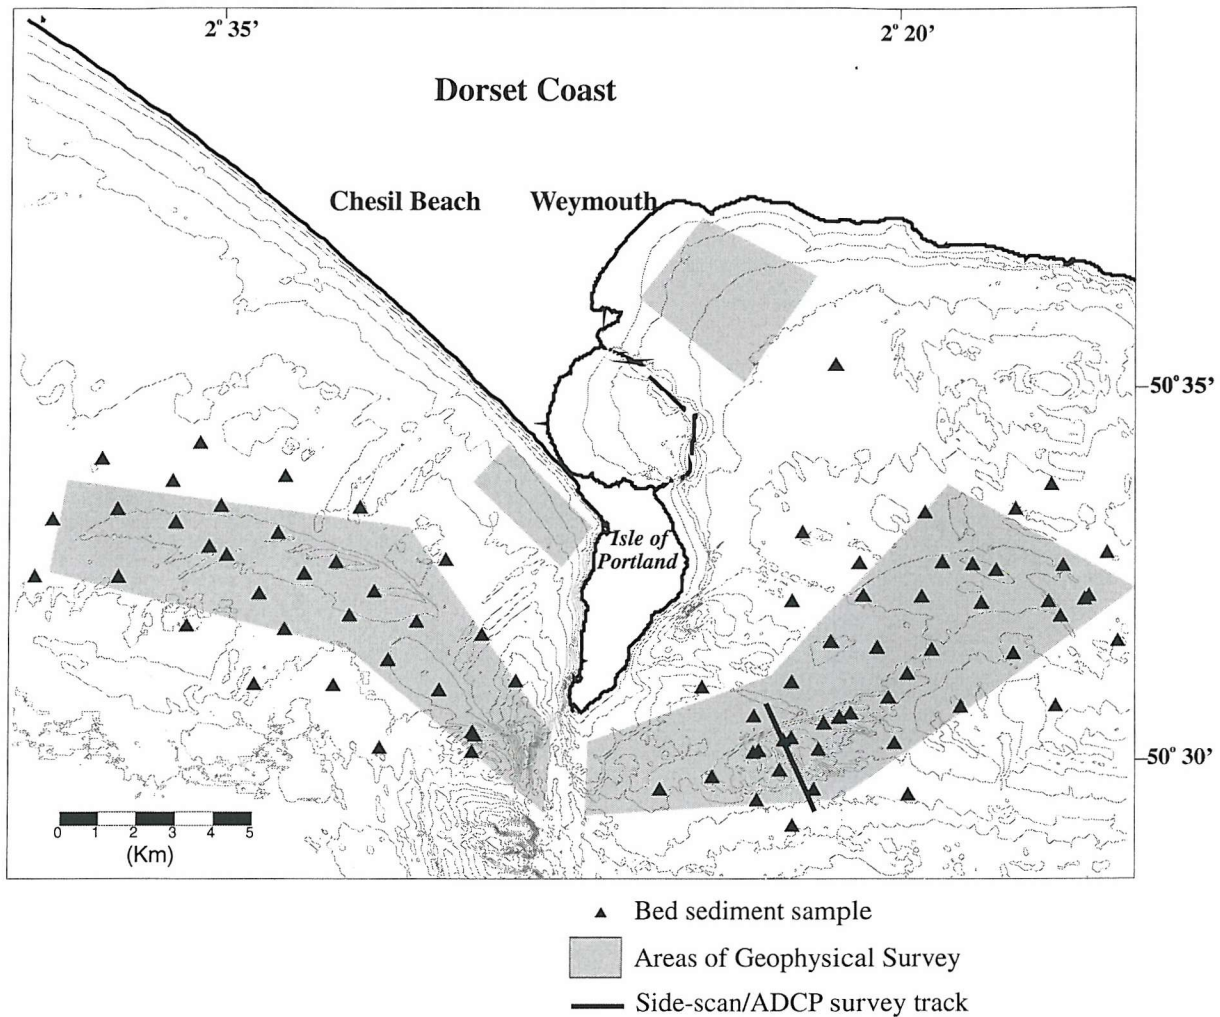 2° 35’
2° 20’
Dorset Coast
Chesil Beach
Weymouth
50° 35’
Isle of
Portland
50° 30’
0 1 2 3 4 5
(Km)
Bed sediment sample
Areas of Geophysical Survey
Side-scan/ADCP survey track